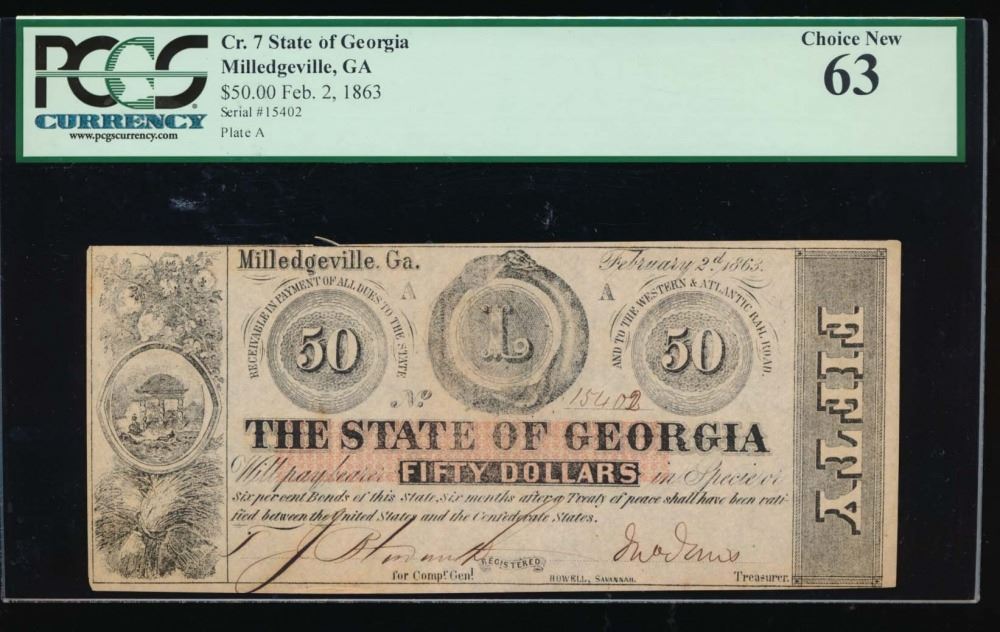 PCGS
CURRENCY
www.pcgscurrency.com
Cr. 7 State of Georgia
Milledgeville, GA
$50.00 Feb. 2, 1863
Serial #15402
Plate A
Choice New
63
Milledgeville. Ga.
February 2d, 1863.
A
A
RECEIVABLE IN PAYMENT OF ALL DUES TO THE STATE
50
L
AND TO THE WESTERN & ATLANTIC RAIL ROAD.
50
No
15402
THE STATE OF GEORGIA
Will pay bearer FIFTY DOLLARS in Specie or
six per cent Bonds of this State, six months after a Treaty of peace shall have been rati-
fied between the United States and the Confederate States.
for Compt. Genl.
REGISTERED
HOWELL, SAVANNAH.
Jno Jones
Treasurer.
FIFTY